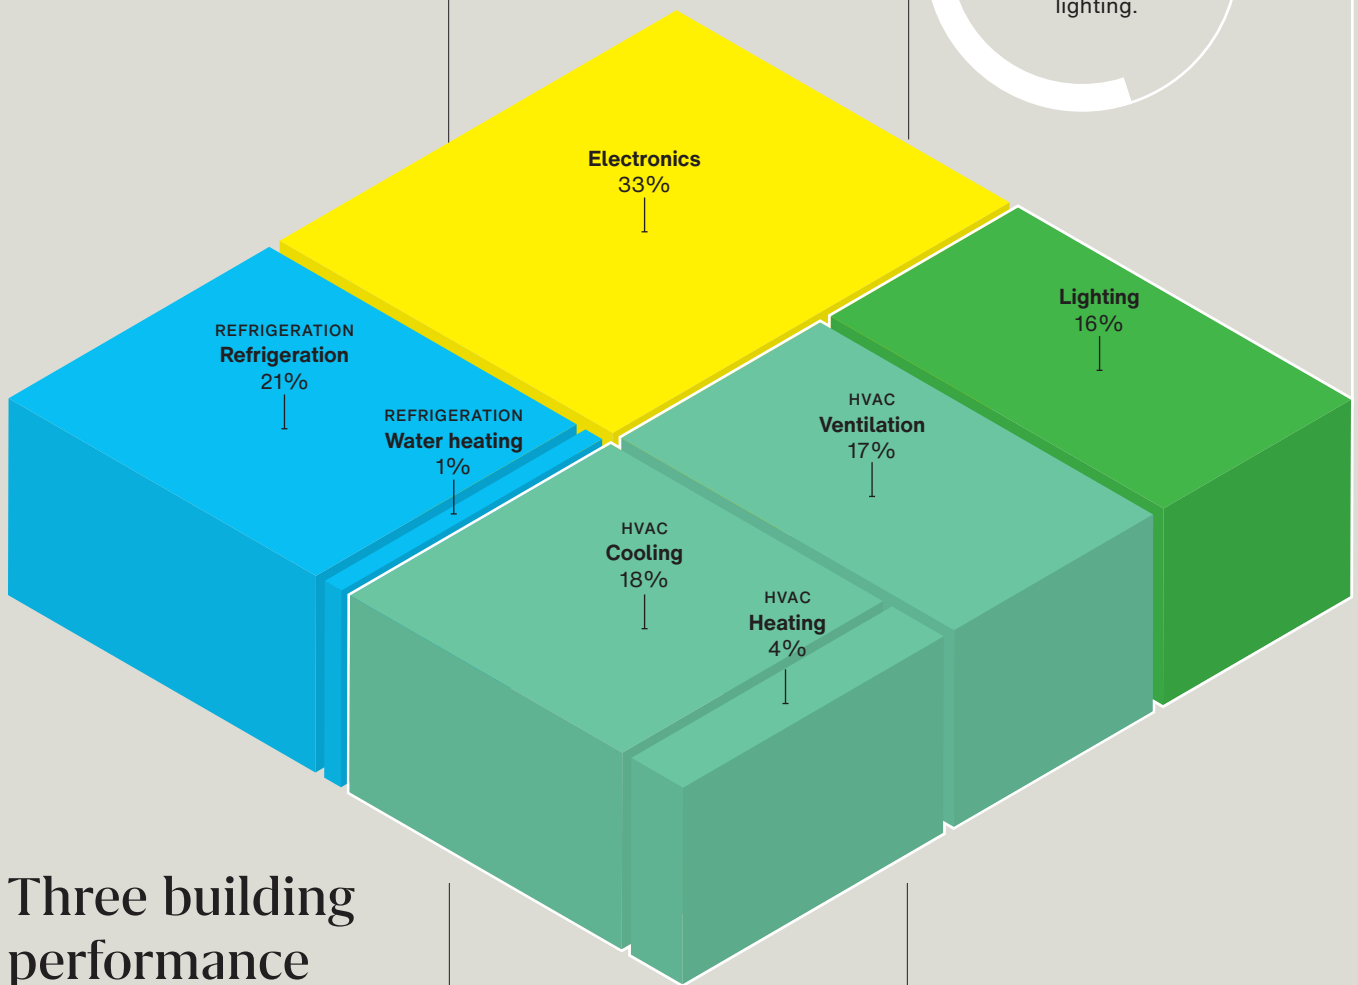 lighting.
Electronics
33%
Lighting
16%
REFRIGERATION
Refrigeration
21%
HVAC
Ventilation
17%
REFRIGERATION
Water heating
1%
HVAC
Cooling
18%
HVAC
Heating
4%
Three building
performance